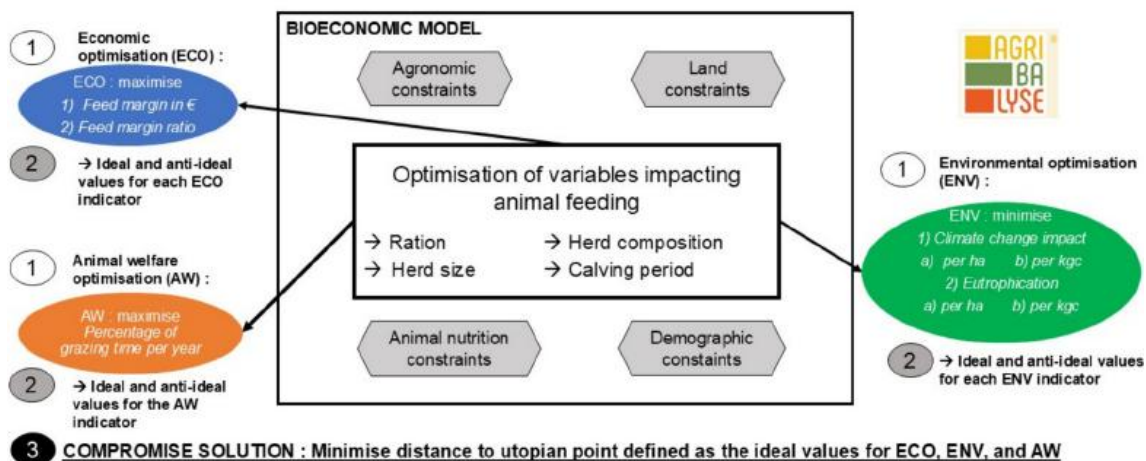 BIOECONOMIC MODEL
1
Economic
optimisation (ECO) :
ECO : maximise
1) Feed margin in €
2) Feed margin ratio
2
→ Ideal and anti-ideal
values for each ECO
indicator
1
Animal welfare
optimisation (AW) :
AW : maximise
Percentage of
grazing time per year
2
→ Ideal and anti-ideal
values for the AW
indicator
Agronomic
constraints
Land
constraints
Optimisation of variables impacting
animal feeding
→ Ration
→ Herd composition
→ Herd size
→ Calving period
Animal nutrition
constraints
Demographic
constaints
AGRI®
BA
LYSE
1
Environmental optimisation
(ENV) :
ENV : minimise
1) Climate change impact
a) per ha b) per kgc
2) Eutrophication
a) per ha b) per kgc
2
→ Ideal and anti-ideal values
for each ENV indicator
3 COMPROMISE SOLUTION : Minimise distance to utopian point defined as the ideal values for ECO, ENV, and AW